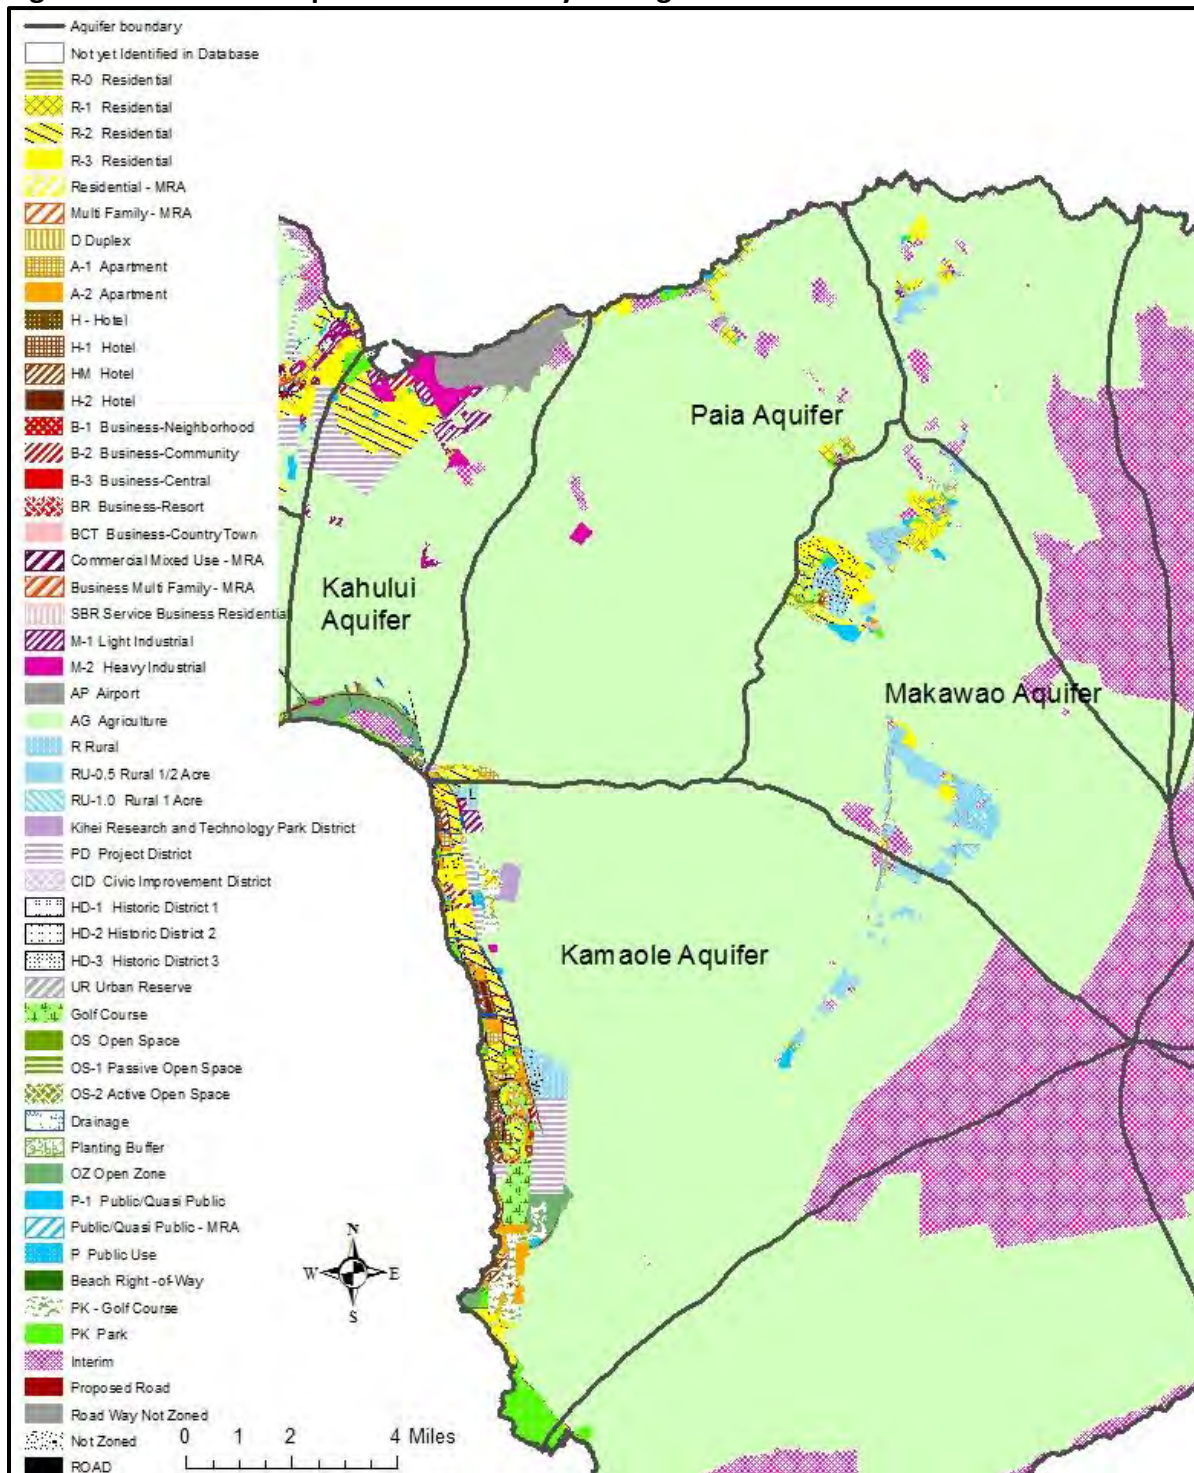 Aquifer boundary
Not yet Identified in Database
R-0 Residential
R-1 Residential
R-2 Residential
R-3 Residential
Residential - MRA
Multi Family - MRA
D Duplex
A-1 Apartment
A-2 Apartment
H - Hotel
H-1 Hotel
HM Hotel
H-2 Hotel
B-1 Business-Neighborhood
B-2 Business-Community
B-3 Business-Central
BR Business-Resort
BCT Business-Country Town
Commercial Mixed Use - MRA
Business Multi Family - MRA
SBR Service Business Residential
M-1 Light Industrial
M-2 Heavy Industrial
AP Airport
AG Agriculture
R Rural
RU-0.5 Rural 1/2 Acre
RU-1.0 Rural 1 Acre
Kihei Research and Technology Park District
PD Project District
CID Civic Improvement District
HD-1 Historic District 1
HD-2 Historic District 2
HD-3 Historic District 3
UR Urban Reserve
Golf Course
OS Open Space
OS-1 Passive Open Space
OS-2 Active Open Space
Drainage
Planting Buffer
OZ Open Zone
P-1 Public/Quasi Public
Public/Quasi Public - MRA
P Public Use
Beach Right-of-Way
PK - Golf Course
PK Park
Interim
Proposed Road
Road Way Not Zoned
Not Zoned
ROAD
Paia Aquifer
Kahului
Aquifer
Makawao Aquifer
Kamaole Aquifer
N
W E
S
0 1 2 4 Miles